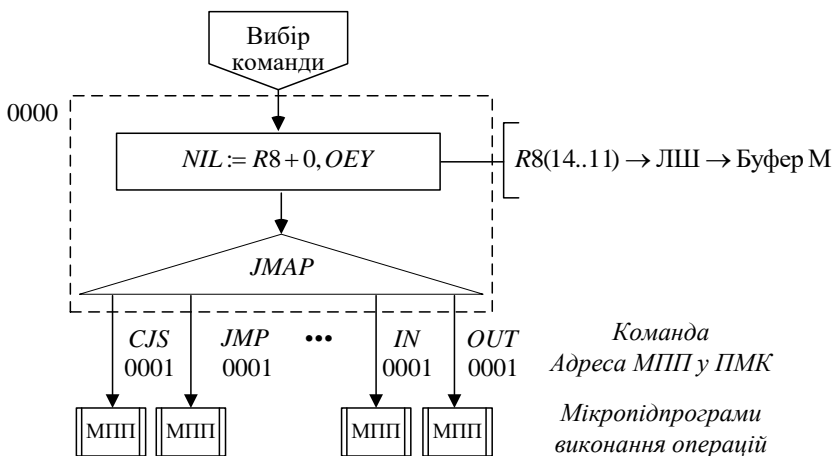 Вибір
команди
0000
NIL := R8 + 0, OEY
R8(14..11) → ЛШ → Буфер М
JMAP
CJS JMP ••• IN OUT Команда
0001 0001 0001 0001 Адреса МПП у ПМК
МПП МПП МПП МПП Мікропідпрограми
виконання операцій